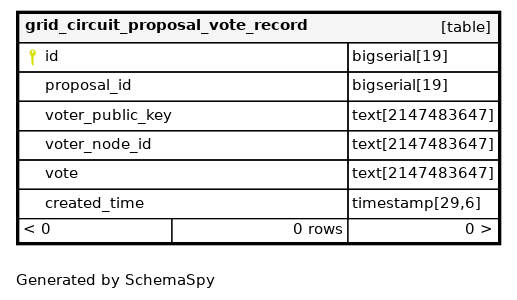 grid_circuit_proposal_vote_record [table]
id bigserial[19]
proposal_id bigserial[19]
voter_public_key text[2147483647]
voter_node_id text[2147483647]
vote text[2147483647]
created_time timestamp[29,6]
< 0 0 rows 0 >
Generated by SchemaSpy